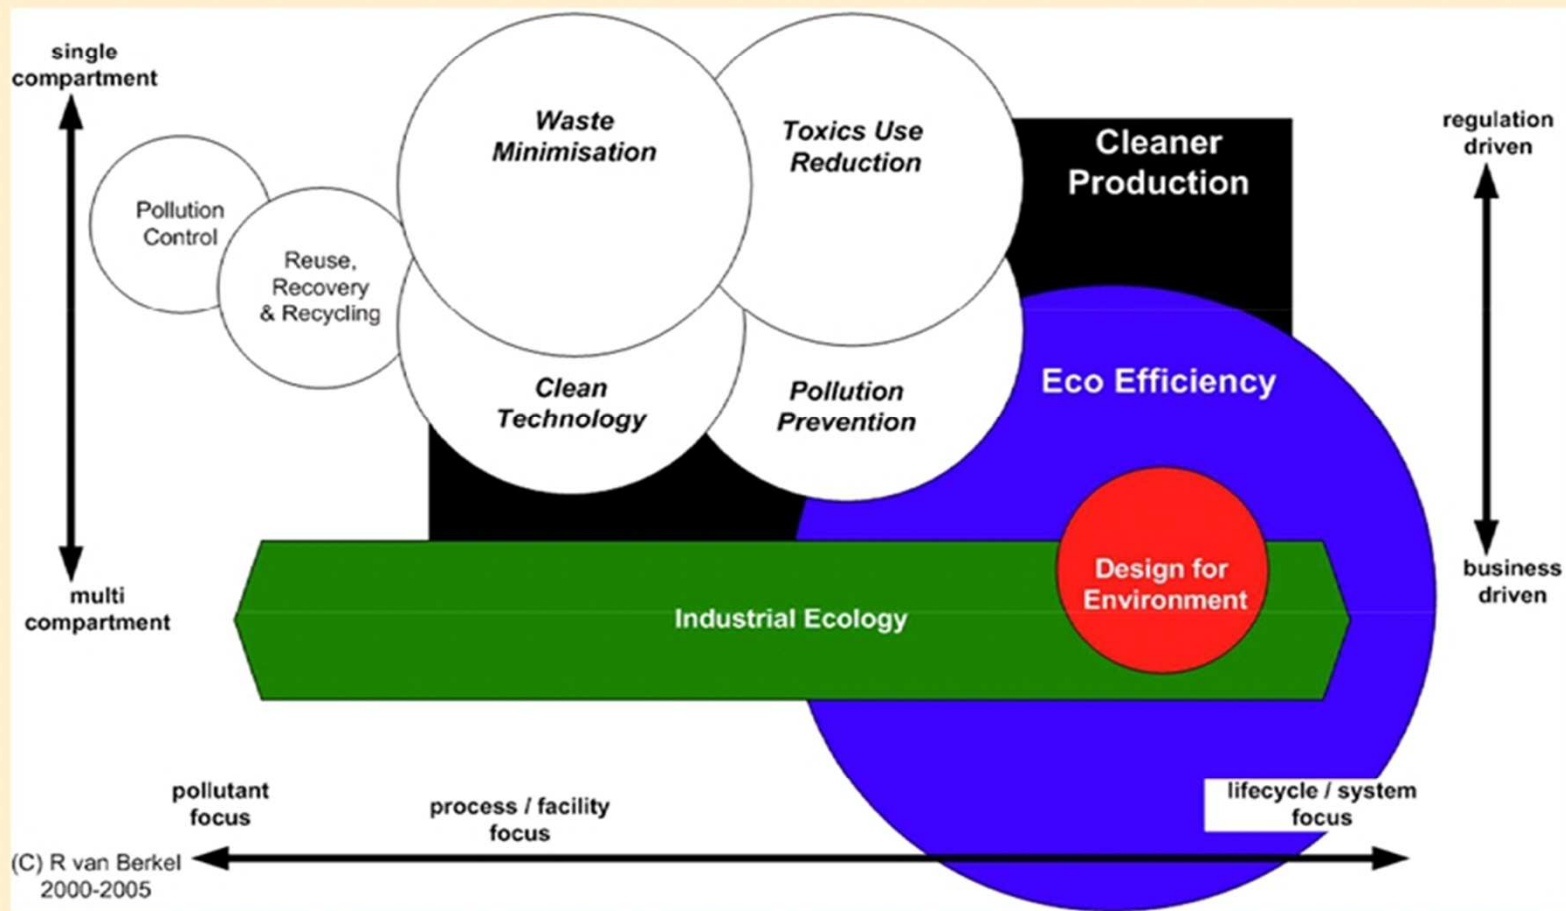 single
compartment
regulation
driven
Waste
Minimisation
Toxics Use
Reduction
Cleaner
Production
Pollution
Control
Reuse,
Recovery
& Recycling
Clean
Technology
Pollution
Prevention
Eco Efficiency
Design for
Environment
Industrial Ecology
multi
compartment
business
driven
pollutant
focus
process / facility
focus
lifecycle / system
focus
(C) R van Berkel
2000-2005